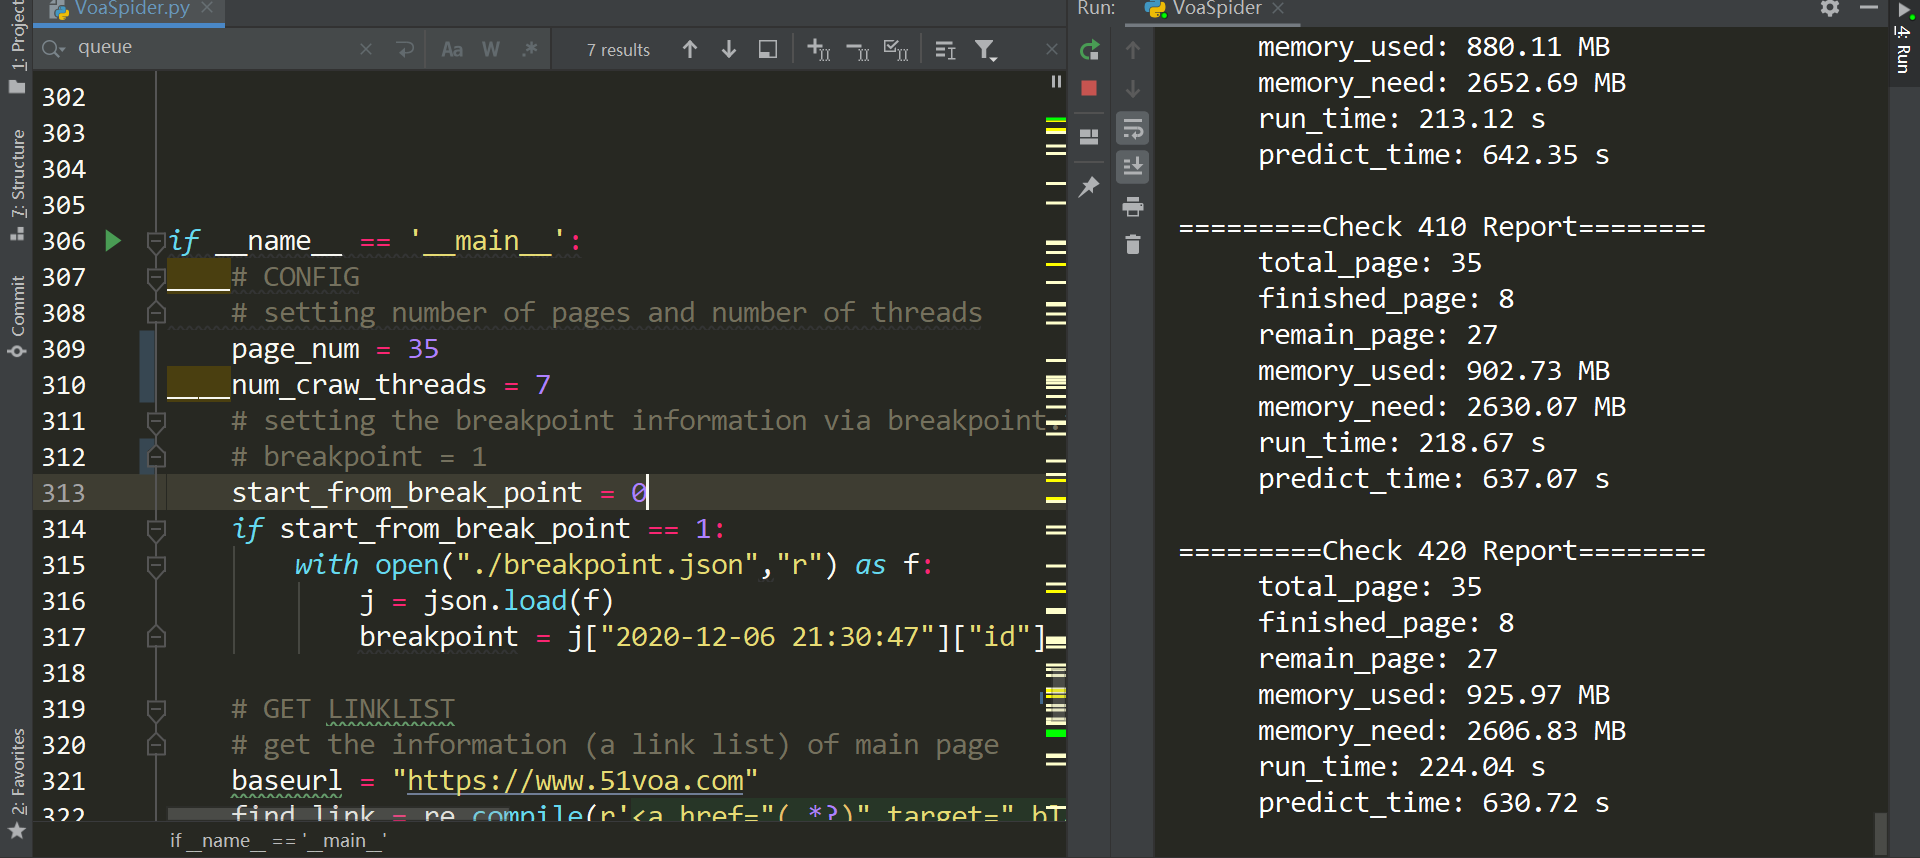 VoaSpider.py
queue
Aa W .*
7 results
1: Project
7: Structure
Commit
2: Favorites
302
303
304
305
306 if __name__ == '__main__':
307 # CONFIG
308 # setting number of pages and number of threads
309 page_num = 35
310 num_craw_threads = 7
311 # setting the breakpoint information via breakpoint.
312 # breakpoint = 1
313 start_from_break_point = 0
314 if start_from_break_point == 1:
315 with open("./breakpoint.json","r") as f:
316 j = json.load(f)
317 breakpoint = j["2020-12-06 21:30:47"]["id"]
318
319 # GET LINKLIST
320 # get the information (a link list) of main page
321 baseurl = "https://www.51voa.com"
322 find_link = re.compile(r'<a href="(.*?)" target="_bl
if __name__ == '__main__'
Run: VoaSpider
4: Run
memory_used: 880.11 MB
memory_need: 2652.69 MB
run_time: 213.12 s
predict_time: 642.35 s
=========Check 410 Report========
total_page: 35
finished_page: 8
remain_page: 27
memory_used: 902.73 MB
memory_need: 2630.07 MB
run_time: 218.67 s
predict_time: 637.07 s
=========Check 420 Report========
total_page: 35
finished_page: 8
remain_page: 27
memory_used: 925.97 MB
memory_need: 2606.83 MB
run_time: 224.04 s
predict_time: 630.72 s